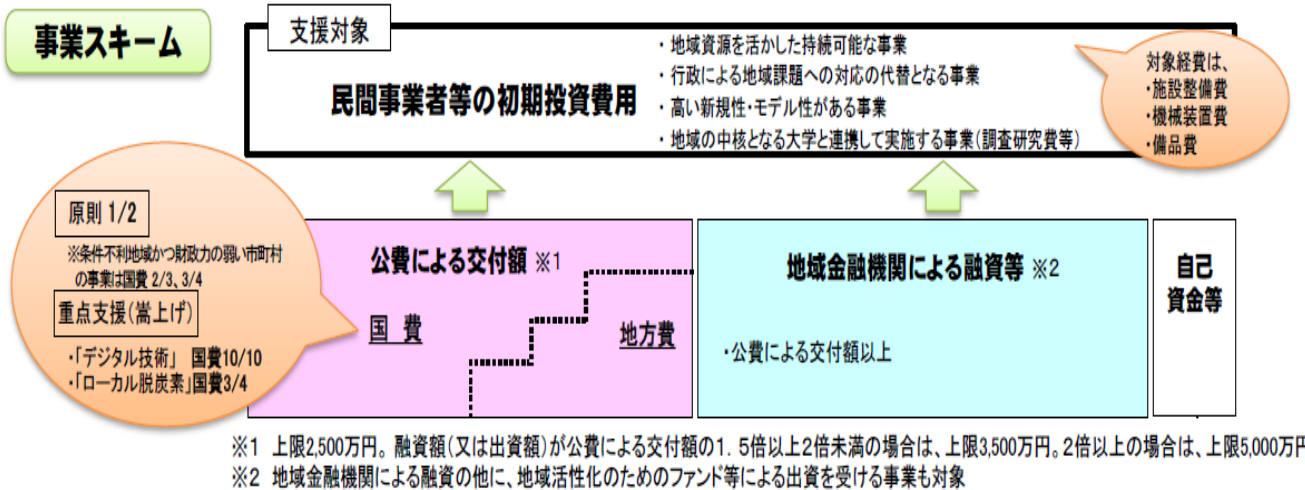 事業スキーム
支援対象
民間事業者等の初期投資費用
・地域資源を活かした持続可能な事業
・行政による地域課題への対応の代替となる事業
・高い新規性・モデル性がある事業
・地域の中核となる大学と連携して実施する事業(調査研究費等)
対象経費は、
・施設整備費
・機械装置費
・備品費
原則 1/2
※条件不利地域かつ財政力の弱い市町村
の事業は国費 2/3、3/4
重点支援(嵩上げ)
・「デジタル技術」 国費10/10
・「ローカル脱炭素」国費3/4
公費による交付額 ※1
国 費
地方費
地域金融機関による融資等 ※2
・公費による交付額以上
自己
資金等
※1 上限2,500万円。融資額(又は出資額)が公費による交付額の1.5倍以上2倍未満の場合は、上限3,500万円。2倍以上の場合は、上限5,000万円
※2 地域金融機関による融資の他に、地域活性化のためのファンド等による出資を受ける事業も対象